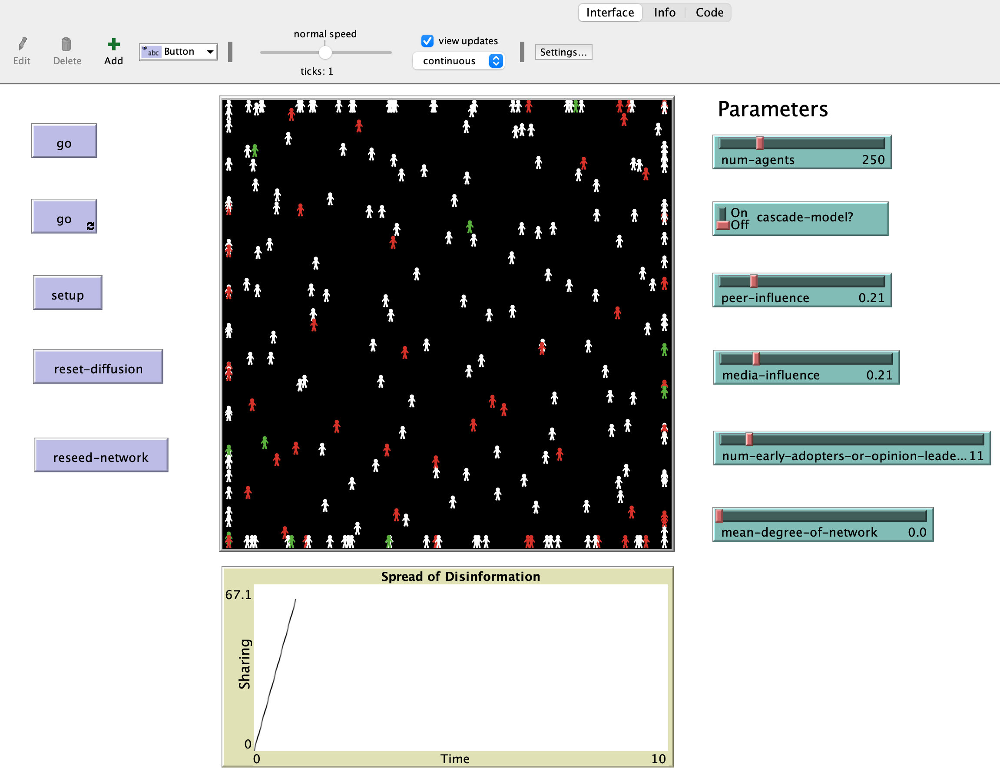 Interface Info Code
Edit
Delete
Add
abc Button
normal speed
ticks: 1
view updates
continuous
Settings...
go
go
setup
reset-diffusion
reseed-network
Parameters
num-agents 250
On
Off
cascade-model?
peer-influence 0.21
media-influence 0.21
num-early-adopters-or-opinion-leade... 11
mean-degree-of-network 0.0
Spread of Disinformation
67.1
Sharing
0
0 Time 10